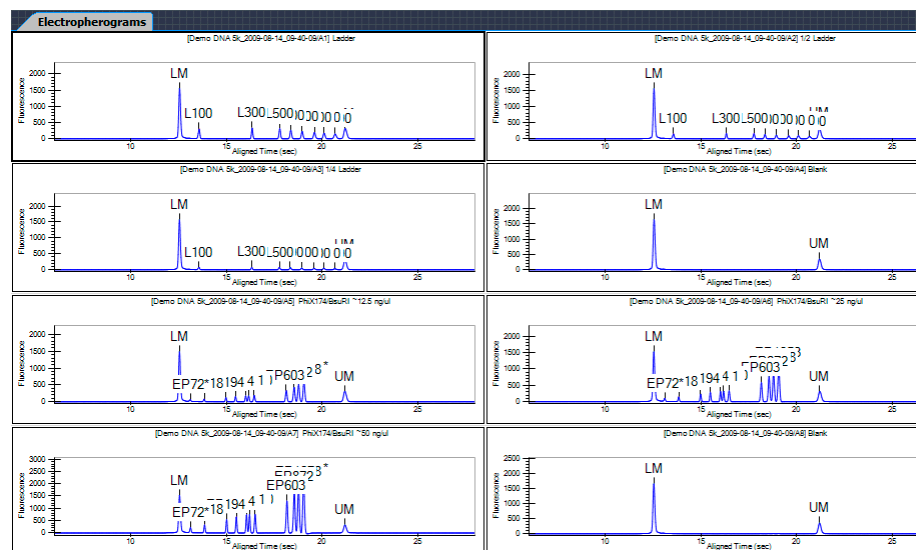 Electropherograms
[Demo DNA 5k_2009-08-14_09-40-09/A1] Ladder
Fluorescence
2000
1500
1000
500
0
LM
L100
L300
L500
10
15
20
25
Aligned Time (sec)
[Demo DNA 5k_2009-08-14_09-40-09/A2] 1/2 Ladder
Fluorescence
2000
1500
1000
500
0
LM
L100
L300
L500
10
15
20
25
Aligned Time (sec)
[Demo DNA 5k_2009-08-14_09-40-09/A3] 1/4 Ladder
Fluorescence
2000
1500
1000
500
0
LM
L100
L300
UM
10
15
20
25
Aligned Time (sec)
[Demo DNA 5k_2009-08-14_09-40-09/A4] Blank
Fluorescence
2000
1500
1000
500
0
LM
UM
10
15
20
25
Aligned Time (sec)
[Demo DNA 5k_2009-08-14_09-40-09/A5] PhiX174/BsuRI ~12.5 ng/ul
Fluorescence
2000
1500
1000
500
0
LM
EP72*
UM
10
15
20
25
Aligned Time (sec)
[Demo DNA 5k_2009-08-14_09-40-09/A6] PhiX174/BsuRI ~25 ng/ul
Fluorescence
2000
1500
1000
500
0
LM
EP72*
UM
10
15
20
25
Aligned Time (sec)
[Demo DNA 5k_2009-08-14_09-40-09/A7] PhiX174/BsuRI ~50 ng/ul
Fluorescence
3000
2500
2000
1500
1000
500
0
LM
EP72*
EP603
UM
10
15
20
25
Aligned Time (sec)
[Demo DNA 5k_2009-08-14_09-40-09/A8] Blank
Fluorescence
2500
2000
1500
1000
500
0
LM
UM
10
15
20
25
Aligned Time (sec)